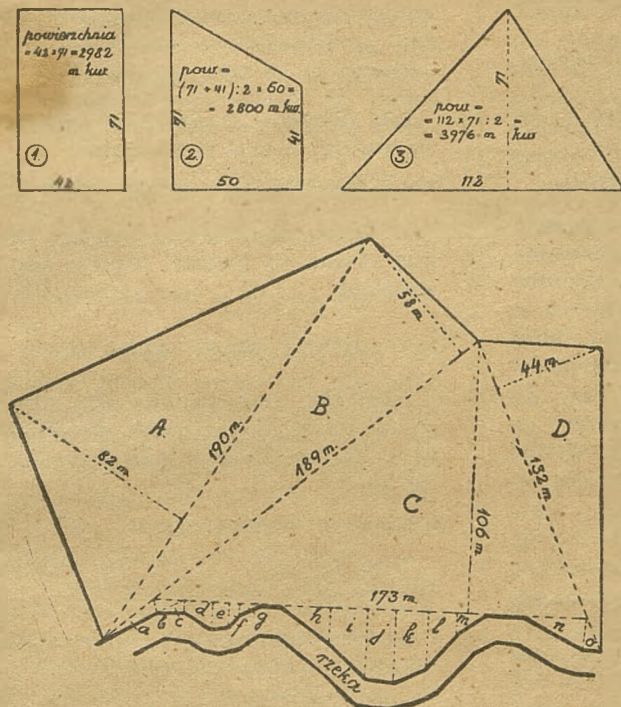 powierzchnia
= 42 × 71 = 2982
m kw
71
42
1.
pow =
(71 + 41) : 2 × 50 =
= 2800 m kw
71
41
50
2.
pow =
= 112 × 71 : 2 =
= 3976 m kw
71
112
3.
58 m
44 m.
A.
B.
D.
82 m.
190 m.
189 m.
132 m.
C
106 m
173 m.
a b c d e f g h i j k l m n o
rzeka